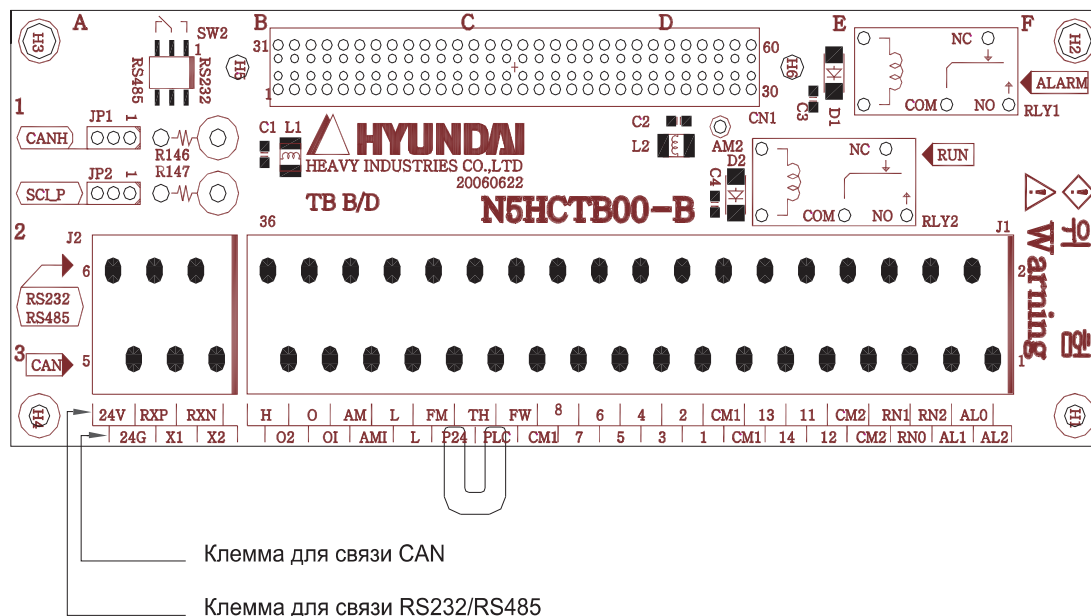 A B C D E F
H3 SW2 31 60 NC H2
1 H5 H6
RS485 RS232 ALARM
1 30 COM NO RLY1
1 C3 D1
CANH JP1 1 R146 C1 L1 HYUNDAI C2 CN1
HEAVY INDUSTRIES CO.,LTD L2 AM2 NC RUN
R147 20060622 D2
SCLP JP2 1 TB B/D N5HCTB00-B C4 COM NO RLY2
2 J2 36 J1
6 2
RS232
RS485
위험
Warning
3 CAN 5 1
H4 24V RXP RXN H O AM L FM TH FW 8 6 4 2 CM1 13 11 CM2 RN1 RN2 AL0 H1
24G X1 X2 O2 OI AMI L P24 PLC CM1 7 5 3 1 CM1 14 12 CM2 RN0 AL1 AL2
Клемма для связи CAN
Клемма для связи RS232/RS485